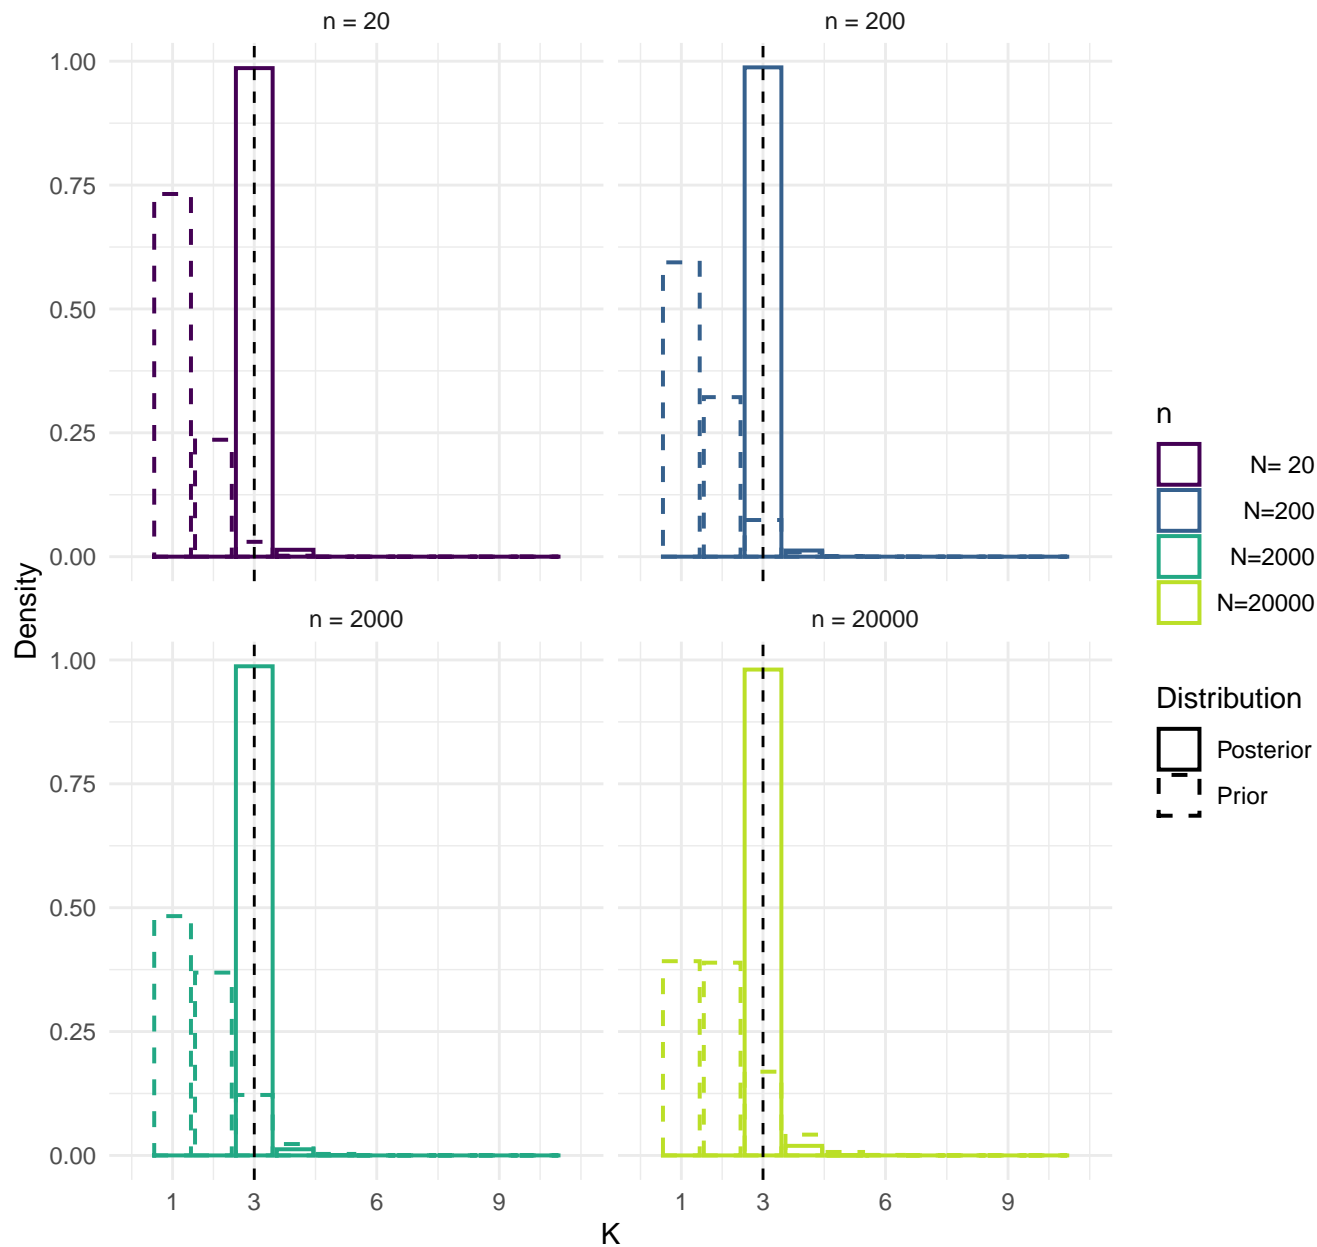 n = 20
n = 200
1.00
0.75
0.50
0.25
0.00
n = 2000
n = 20000
1.00
0.75
0.50
0.25
0.00
Density
1 3 6 9
1 3 6 9
K
n
N= 20
N=200
N=2000
N=20000
Distribution
Posterior
Prior